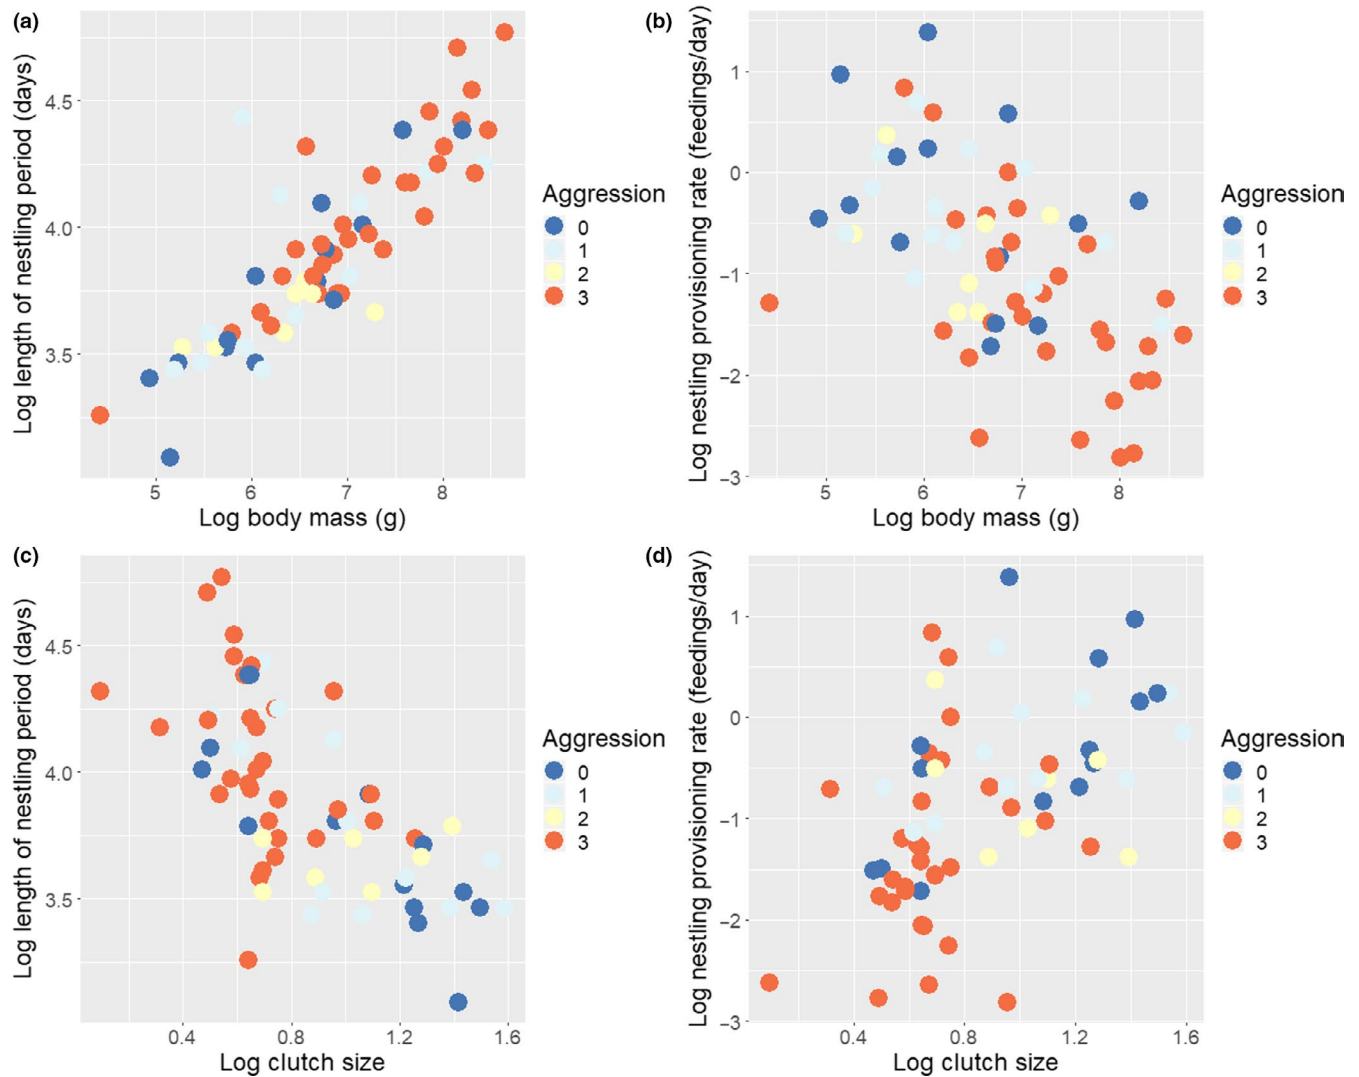 (a)
Log length of nestling period (days)
4.5
4.0
3.5
5 6 7 8
Log body mass (g)
Aggression
0
1
2
3
(b)
Log nestling provisioning rate (feedings/day)
1
0
−1
−2
−3
5 6 7 8
Log body mass (g)
Aggression
0
1
2
3
(c)
Log length of nestling period (days)
4.5
4.0
3.5
0.4 0.8 1.2 1.6
Log clutch size
Aggression
0
1
2
3
(d)
Log nestling provisioning rate (feedings/day)
1
0
−1
−2
−3
0.4 0.8 1.2 1.6
Log clutch size
Aggression
0
1
2
3